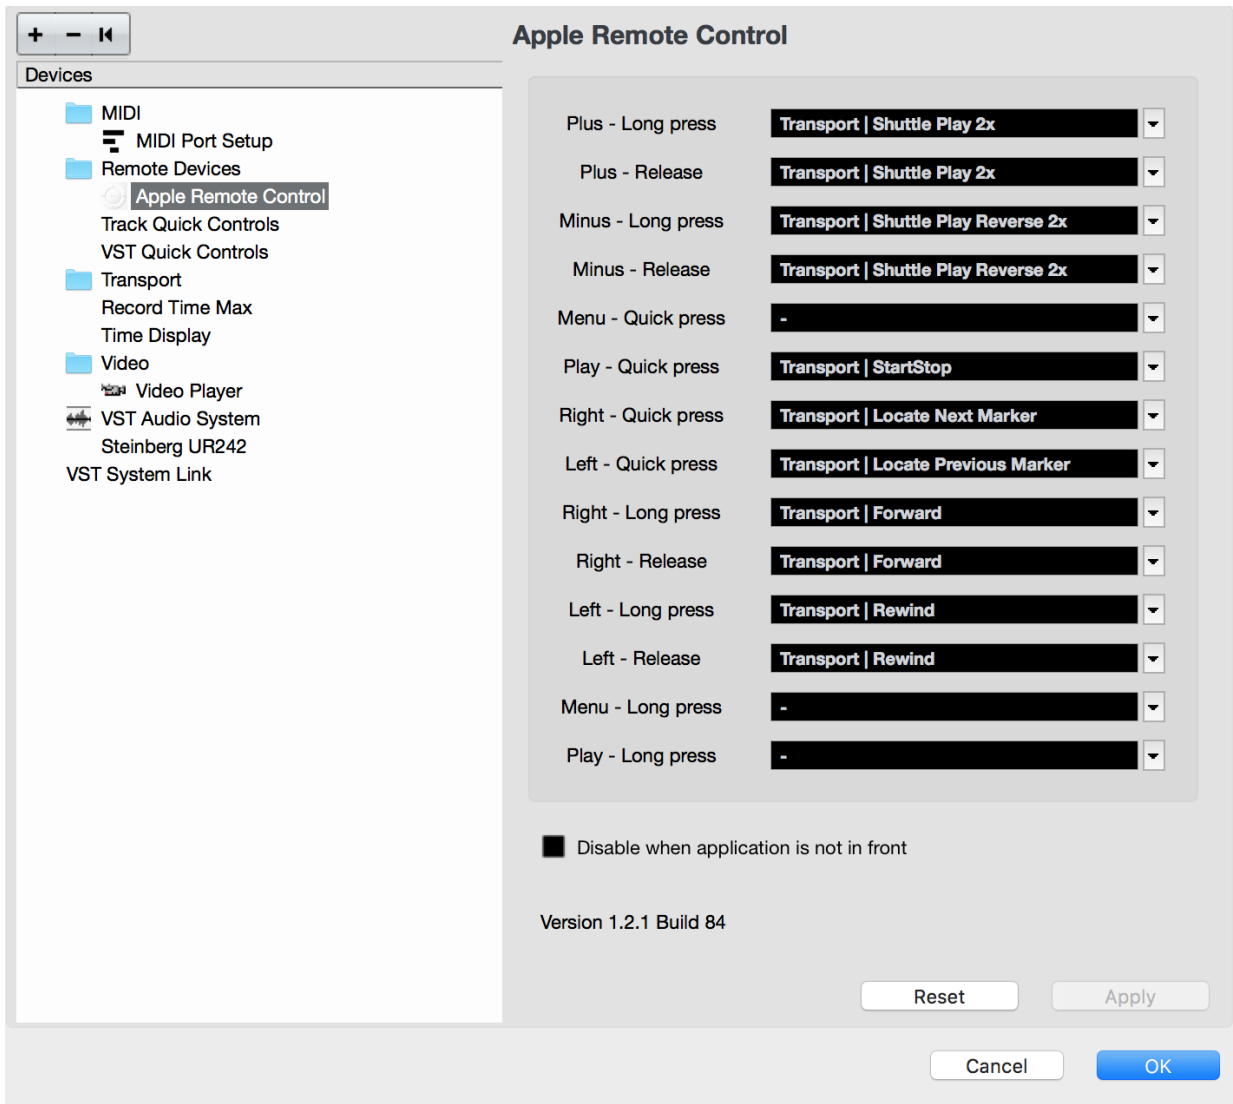 Apple Remote Control
Devices
MIDI
MIDI Port Setup
Remote Devices
Apple Remote Control
Track Quick Controls
VST Quick Controls
Transport
Record Time Max
Time Display
Video
Video Player
VST Audio System
Steinberg UR242
VST System Link
Plus - Long press Transport | Shuttle Play 2x
Plus - Release Transport | Shuttle Play 2x
Minus - Long press Transport | Shuttle Play Reverse 2x
Minus - Release Transport | Shuttle Play Reverse 2x
Menu - Quick press -
Play - Quick press Transport | StartStop
Right - Quick press Transport | Locate Next Marker
Left - Quick press Transport | Locate Previous Marker
Right - Long press Transport | Forward
Right - Release Transport | Forward
Left - Long press Transport | Rewind
Left - Release Transport | Rewind
Menu - Long press -
Play - Long press -
Disable when application is not in front
Version 1.2.1 Build 84
Reset Apply
Cancel OK